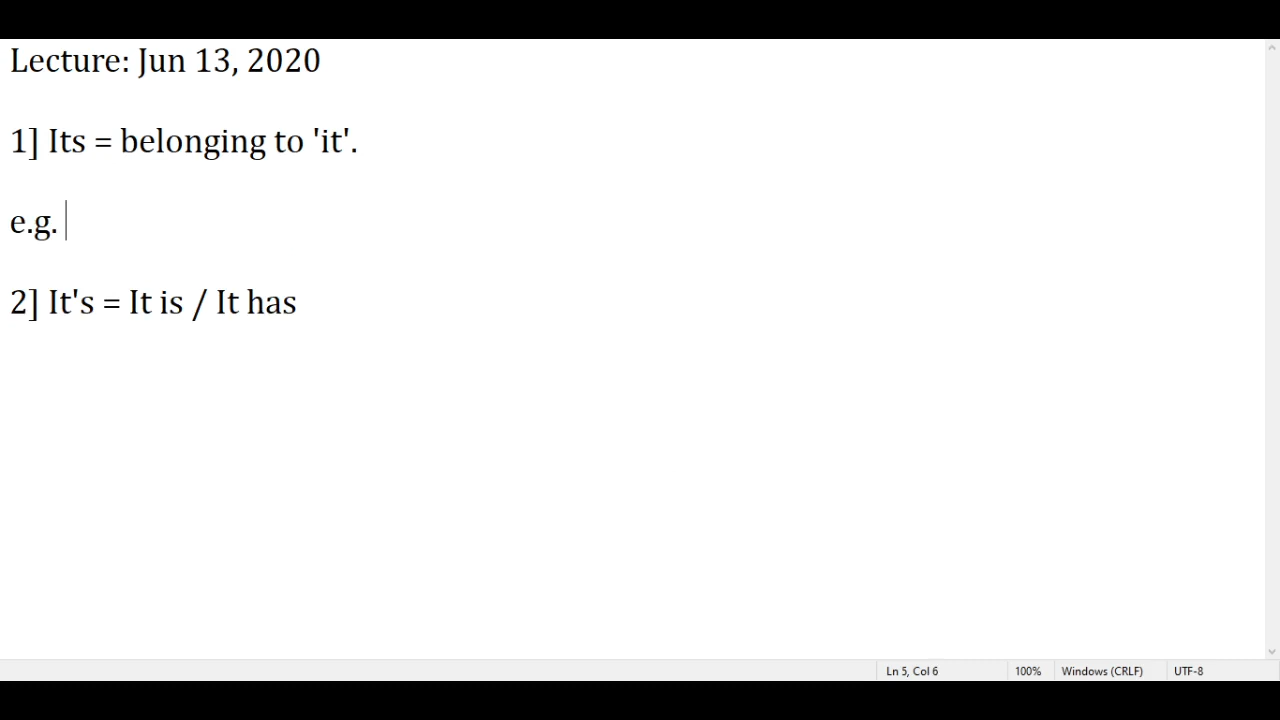 Lecture: Jun 13, 2020
1] Its = belonging to 'it'.
e.g.
2] It's = It is / It has
Ln 5, Col 6 100% Windows (CRLF) UTF-8